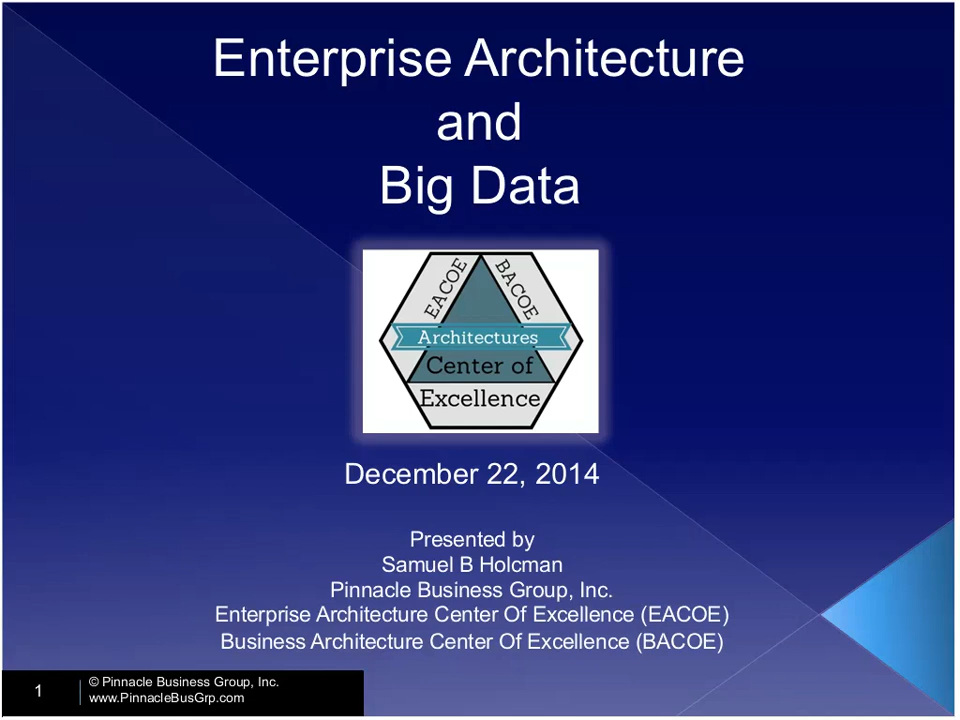 Enterprise Architecture
and
Big Data
EACOE
BACOE
Architectures
Center of
Excellence
December 22, 2014
Presented by
Samuel B Holcman
Pinnacle Business Group, Inc.
Enterprise Architecture Center Of Excellence (EACOE)
Business Architecture Center Of Excellence (BACOE)
1
© Pinnacle Business Group, Inc.
www.PinnacleBusGrp.com